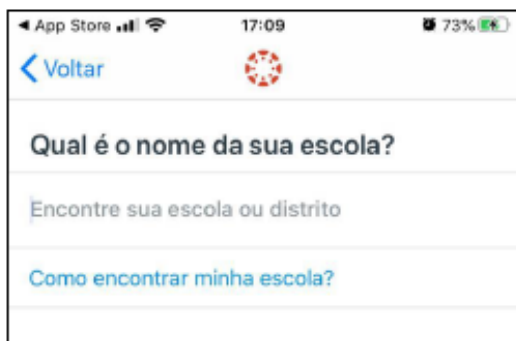 ◀ App Store 17:09 73%
Voltar
Qual é o nome da sua escola?
Encontre sua escola ou distrito
Como encontrar minha escola?